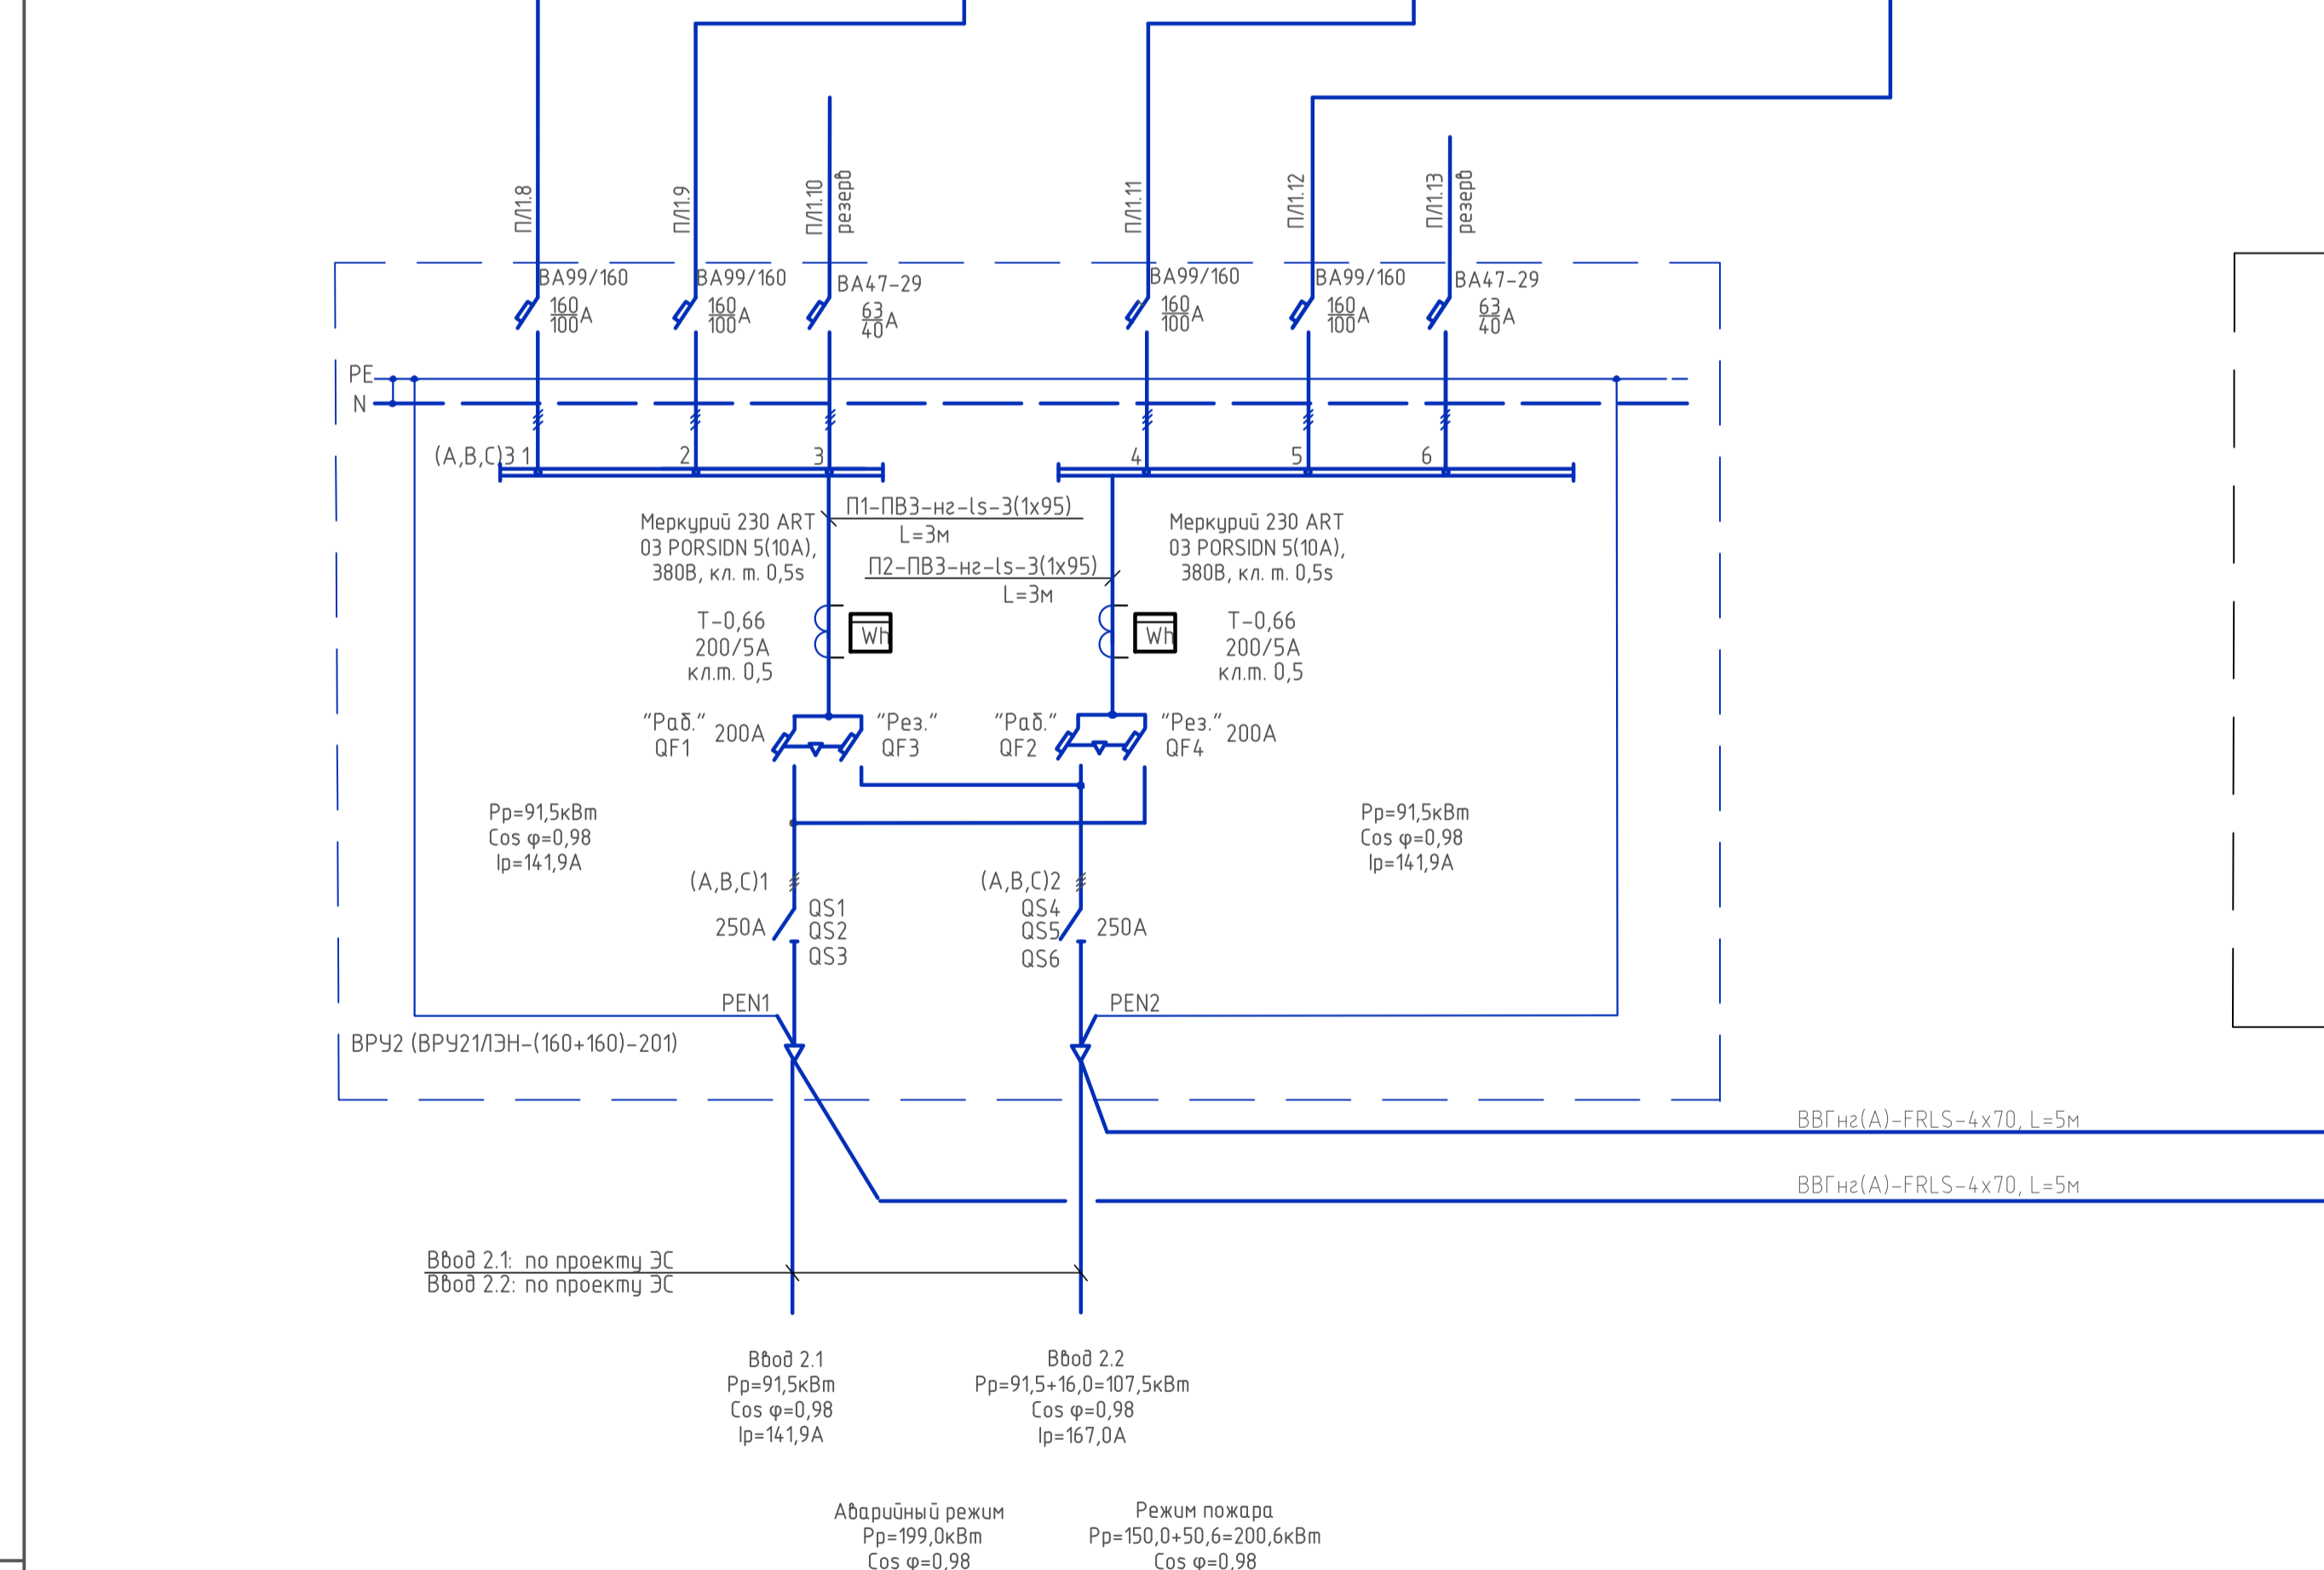 ПЛ1.8
ПЛ1.9
ПЛ1.10
резерв
ПЛ1.11
ПЛ1.12
ПЛ1.13
резерв
ВА99/160
160
100
А
ВА99/160
160
100
А
ВА47-29
63
40
А
ВА99/160
160
100
А
ВА99/160
160
100
А
ВА47-29
63
40
А
PE
N
(А,В,С)3 1
2
3
4
5
6
П1-ПВ3-нг-ls-3(1х95)
L=3м
П2-ПВ3-нг-ls-3(1х95)
L=3м
Меркурий 230 ART
03 PORSIDN 5(10А),
380В, кл. т. 0,5s
Меркурий 230 ART
03 PORSIDN 5(10А),
380В, кл. т. 0,5s
Т-0,66
200/5А
кл.т. 0,5
Wh
Wh
Т-0,66
200/5А
кл.т. 0,5
"Раб."
QF1
200А
"Рез."
QF3
"Раб."
QF2
"Рез."
QF4
200А
Рр=91,5кВт
Cos φ=0,98
Iр=141,9А
Рр=91,5кВт
Cos φ=0,98
Iр=141,9А
(А,В,С)1
250А
QS1
QS2
QS3
(А,В,С)2
QS4
QS5
QS6
250А
PEN1
PEN2
ВРУ2 (ВРУ21ЛЭН-(160+160)-201)
ВВГнг(А)-FRLS-4х70, L=5м
ВВГнг(А)-FRLS-4х70, L=5м
Ввод 2.1: по проекту ЭС
Ввод 2.2: по проекту ЭС
Ввод 2.1
Рр=91,5кВт
Cos φ=0,98
Iр=141,9А
Ввод 2.2
Рр=91,5+16,0=107,5кВт
Cos φ=0,98
Iр=167,0А
Аварийный режим
Рр=199,0кВт
Cos φ=0,98
Режим пожара
Рр=150,0+50,6=200,6кВт
Cos φ=0,98